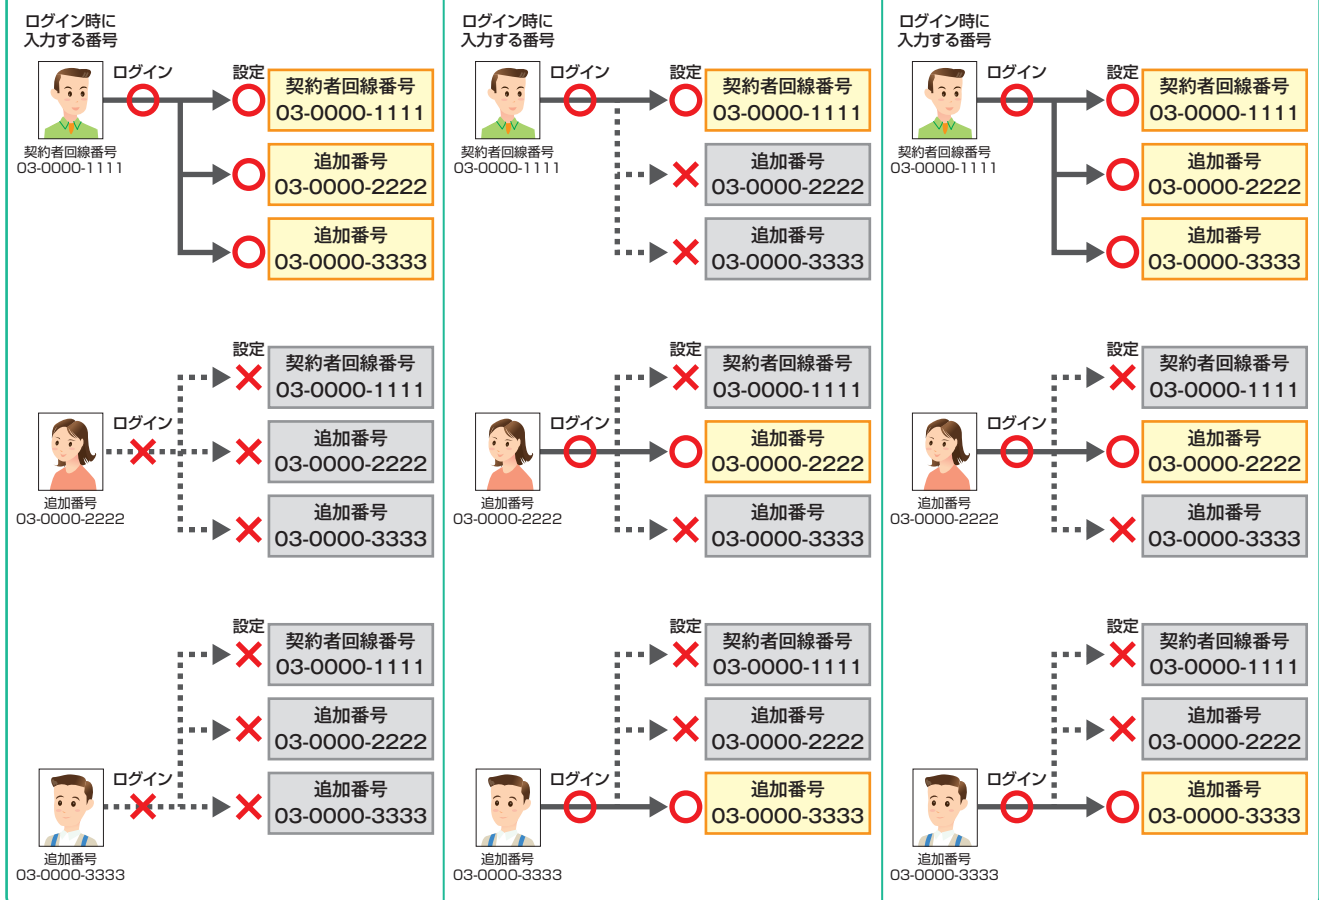 ログイン時に
入力する番号
ログイン
設定
契約者回線番号
03-0000-1111
契約者回線番号
03-0000-1111
追加番号
03-0000-2222
追加番号
03-0000-3333
設定
契約者回線番号
03-0000-1111
ログイン
追加番号
03-0000-2222
追加番号
03-0000-2222
追加番号
03-0000-3333
設定
契約者回線番号
03-0000-1111
追加番号
03-0000-2222
ログイン
追加番号
03-0000-3333
追加番号
03-0000-3333
ログイン時に
入力する番号
ログイン
設定
契約者回線番号
03-0000-1111
契約者回線番号
03-0000-1111
追加番号
03-0000-2222
追加番号
03-0000-3333
設定
契約者回線番号
03-0000-1111
ログイン
追加番号
03-0000-2222
追加番号
03-0000-2222
追加番号
03-0000-3333
設定
契約者回線番号
03-0000-1111
追加番号
03-0000-2222
ログイン
追加番号
03-0000-3333
追加番号
03-0000-3333
ログイン時に
入力する番号
ログイン
設定
契約者回線番号
03-0000-1111
契約者回線番号
03-0000-1111
追加番号
03-0000-2222
追加番号
03-0000-3333
設定
契約者回線番号
03-0000-1111
ログイン
追加番号
03-0000-2222
追加番号
03-0000-2222
追加番号
03-0000-3333
設定
契約者回線番号
03-0000-1111
追加番号
03-0000-2222
ログイン
追加番号
03-0000-3333
追加番号
03-0000-3333